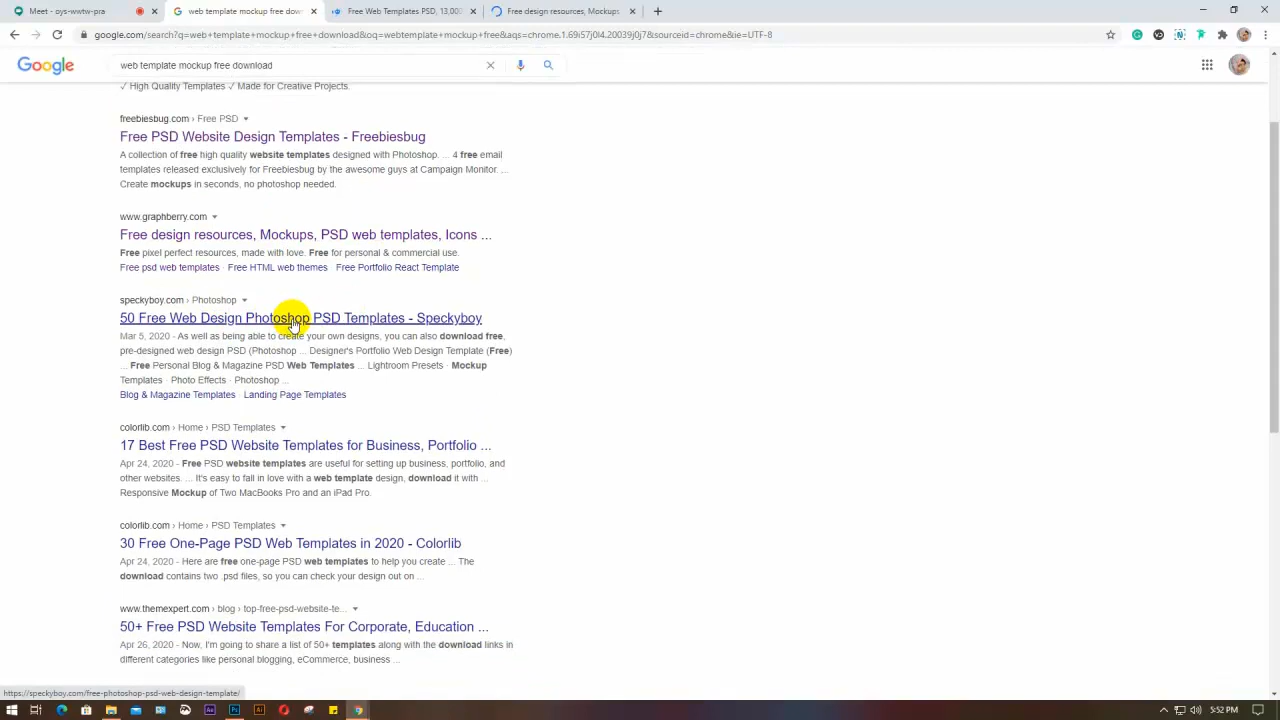 Meet - oys-wwtw-pra
web template mockup free down
Free Web Templates PSD, 13,000
Free design resources, Mockups,
google.com/search?q=web+template+mockup+free+download&oq=webtemplate+mockup+free&aqs=chrome.1.69i57j0l4.20039j0j7&sourceid=chrome&ie=UTF-8
Google
web template mockup free download
✓ High Quality Templates ✓ Made for Creative Projects.
freebiesbug.com › Free PSD
Free PSD Website Design Templates - Freebiesbug
A collection of free high quality website templates designed with Photoshop. ... 4 free email
templates released exclusively for Freebiesbug by the awesome guys at Campaign Monitor. ...
Create mockups in seconds, no photoshop needed.
www.graphberry.com
Free design resources, Mockups, PSD web templates, Icons ...
Free pixel perfect resources, made with love. Free for personal & commercial use.
Free psd web templates · Free HTML web themes · Free Portfolio React Template
speckyboy.com › Photoshop
50 Free Web Design Photoshop PSD Templates - Speckyboy
Mar 5, 2020 - As well as being able to create your own designs, you can also download free,
pre-designed web design PSD (Photoshop ... Designer's Portfolio Web Design Template (Free)
... Free Personal Blog & Magazine PSD Web Templates ... Lightroom Presets · Mockup
Templates · Photo Effects · Photoshop ...
Blog & Magazine Templates · Landing Page Templates
colorlib.com › Home › PSD Templates
17 Best Free PSD Website Templates for Business, Portfolio ...
Apr 24, 2020 - Free PSD website templates are useful for setting up business, portfolio, and
other websites. ... It's easy to fall in love with a web template design, download it with ...
Responsive Mockup of Two MacBooks Pro and an iPad Pro.
colorlib.com › Home › PSD Templates
30 Free One-Page PSD Web Templates in 2020 - Colorlib
Apr 24, 2020 - Here are free one-page PSD web templates to help you create ... The
download contains two .psd files, so you can check your design out on ...
www.themexpert.com › blog › top-free-psd-website-te...
50+ Free PSD Website Templates For Corporate, Education ...
Apr 26, 2020 - Now, I'm going to share a list of 50+ templates along with the download links in
different categories like personal blogging, eCommerce, business ...
https://speckyboy.com/free-photoshop-psd-web-design-template/
Ae
Ps
Ai
5:52 PM